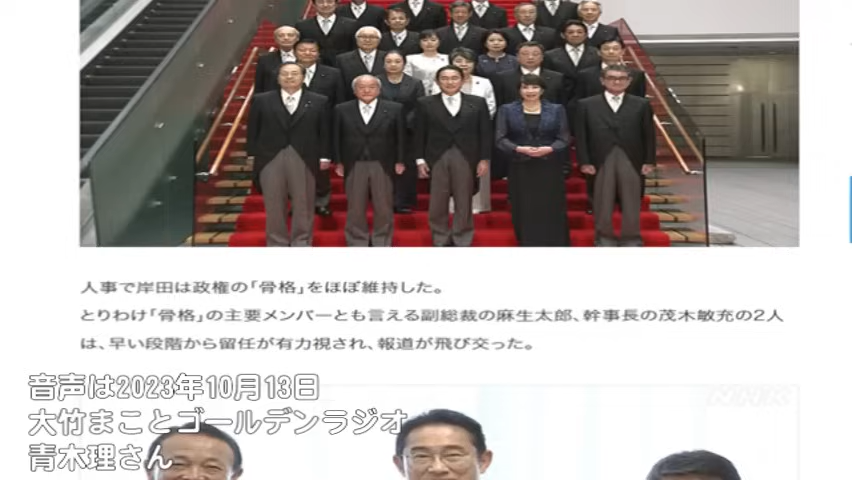 人事で岸田は政権の「骨格」をほぼ維持した。
とりわけ「骨格」の主要メンバーとも言える副総裁の麻生太郎、幹事長の茂木敏充の2人
は、早い段階から留任が有力視され、報道が飛び交った。
NHK
音声は2023年10月13日
大竹まことゴールデンラジオ
青木理さん